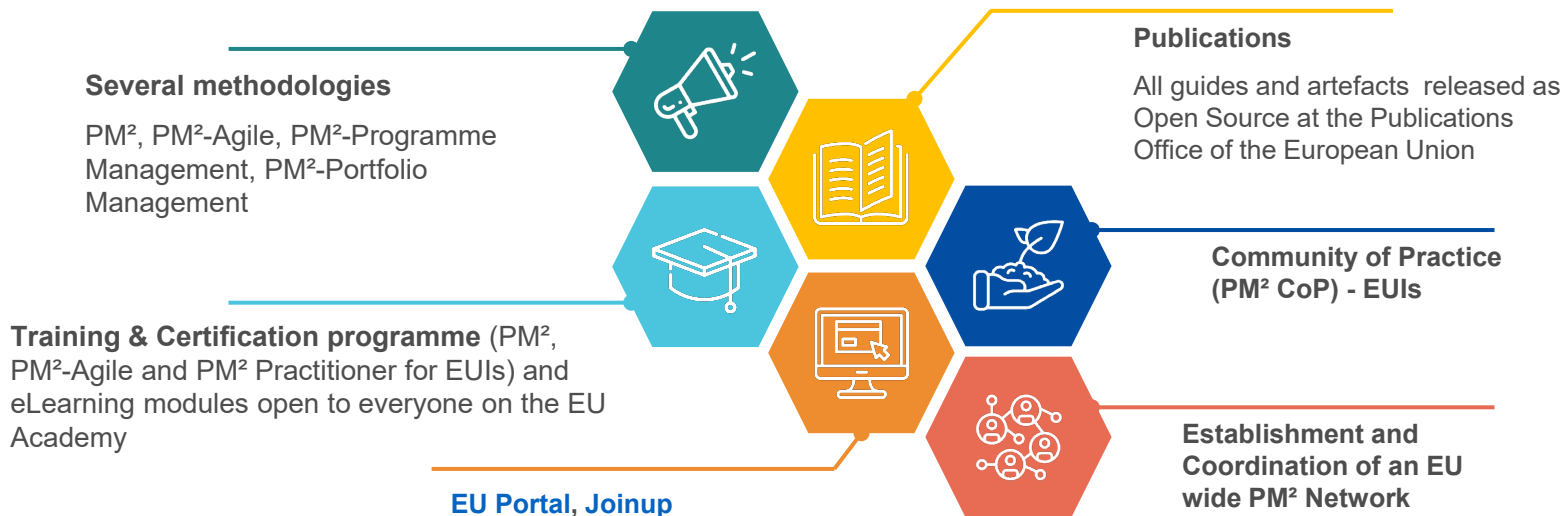 Several methodologies
PM², PM²-Agile, PM²-Programme
Management, PM²-Portfolio
Management
Publications
All guides and artefacts released as
Open Source at the Publications
Office of the European Union
Community of Practice
(PM² CoP) - EUIs
Training & Certification programme (PM²,
PM²-Agile and PM² Practitioner for EUIs) and
eLearning modules open to everyone on the EU
Academy
EU Portal, Joinup
Establishment and
Coordination of an EU
wide PM² Network